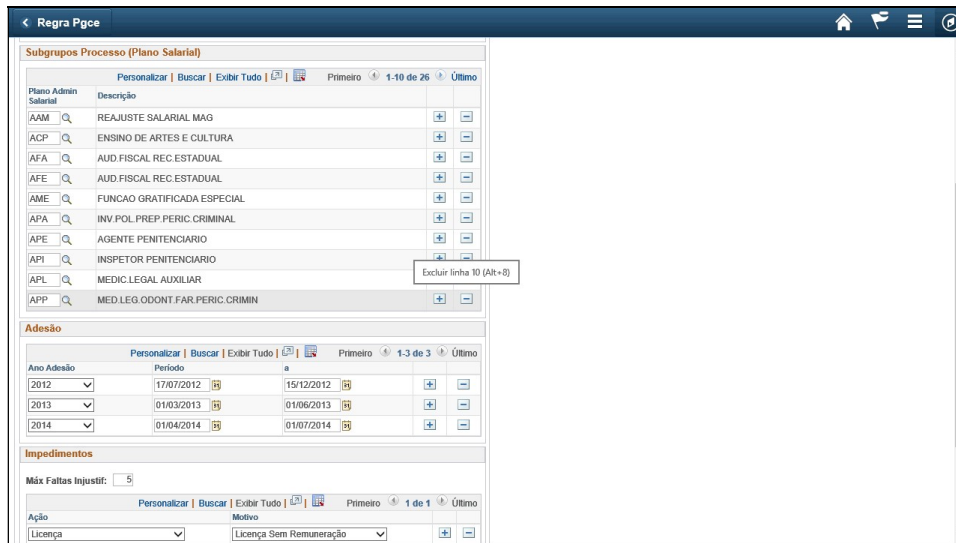 Regra Pgce
Subgrupos Processo (Plano Salarial)
Personalizar | Buscar | Exibir Tudo | | Primeiro 1-10 de 26 Último
Plano Admin Salarial Descrição
AAM REAJUSTE SALARIAL MAG
ACP ENSINO DE ARTES E CULTURA
AFA AUD.FISCAL REC.ESTADUAL
AFE AUD.FISCAL REC.ESTADUAL
AME FUNCAO GRATIFICADA ESPECIAL
APA INV.POL.PREP.PERIC.CRIMINAL
APE AGENTE PENITENCIARIO
API INSPETOR PENITENCIARIO
Excluir linha 10 (Alt+8)
APL MEDIC.LEGAL AUXILIAR
APP MED.LEG.ODONT.FAR.PERIC.CRIMIN
Adesão
Personalizar | Buscar | Exibir Tudo | | Primeiro 1-3 de 3 Último
Ano Adesão Período a
2012 17/07/2012 15/12/2012
2013 01/03/2013 01/06/2013
2014 01/04/2014 01/07/2014
Impedimentos
Máx Faltas Injustif: 5
Personalizar | Buscar | Exibir Tudo | | Primeiro 1 de 1 Último
Ação Motivo
Licença Licença Sem Remuneração